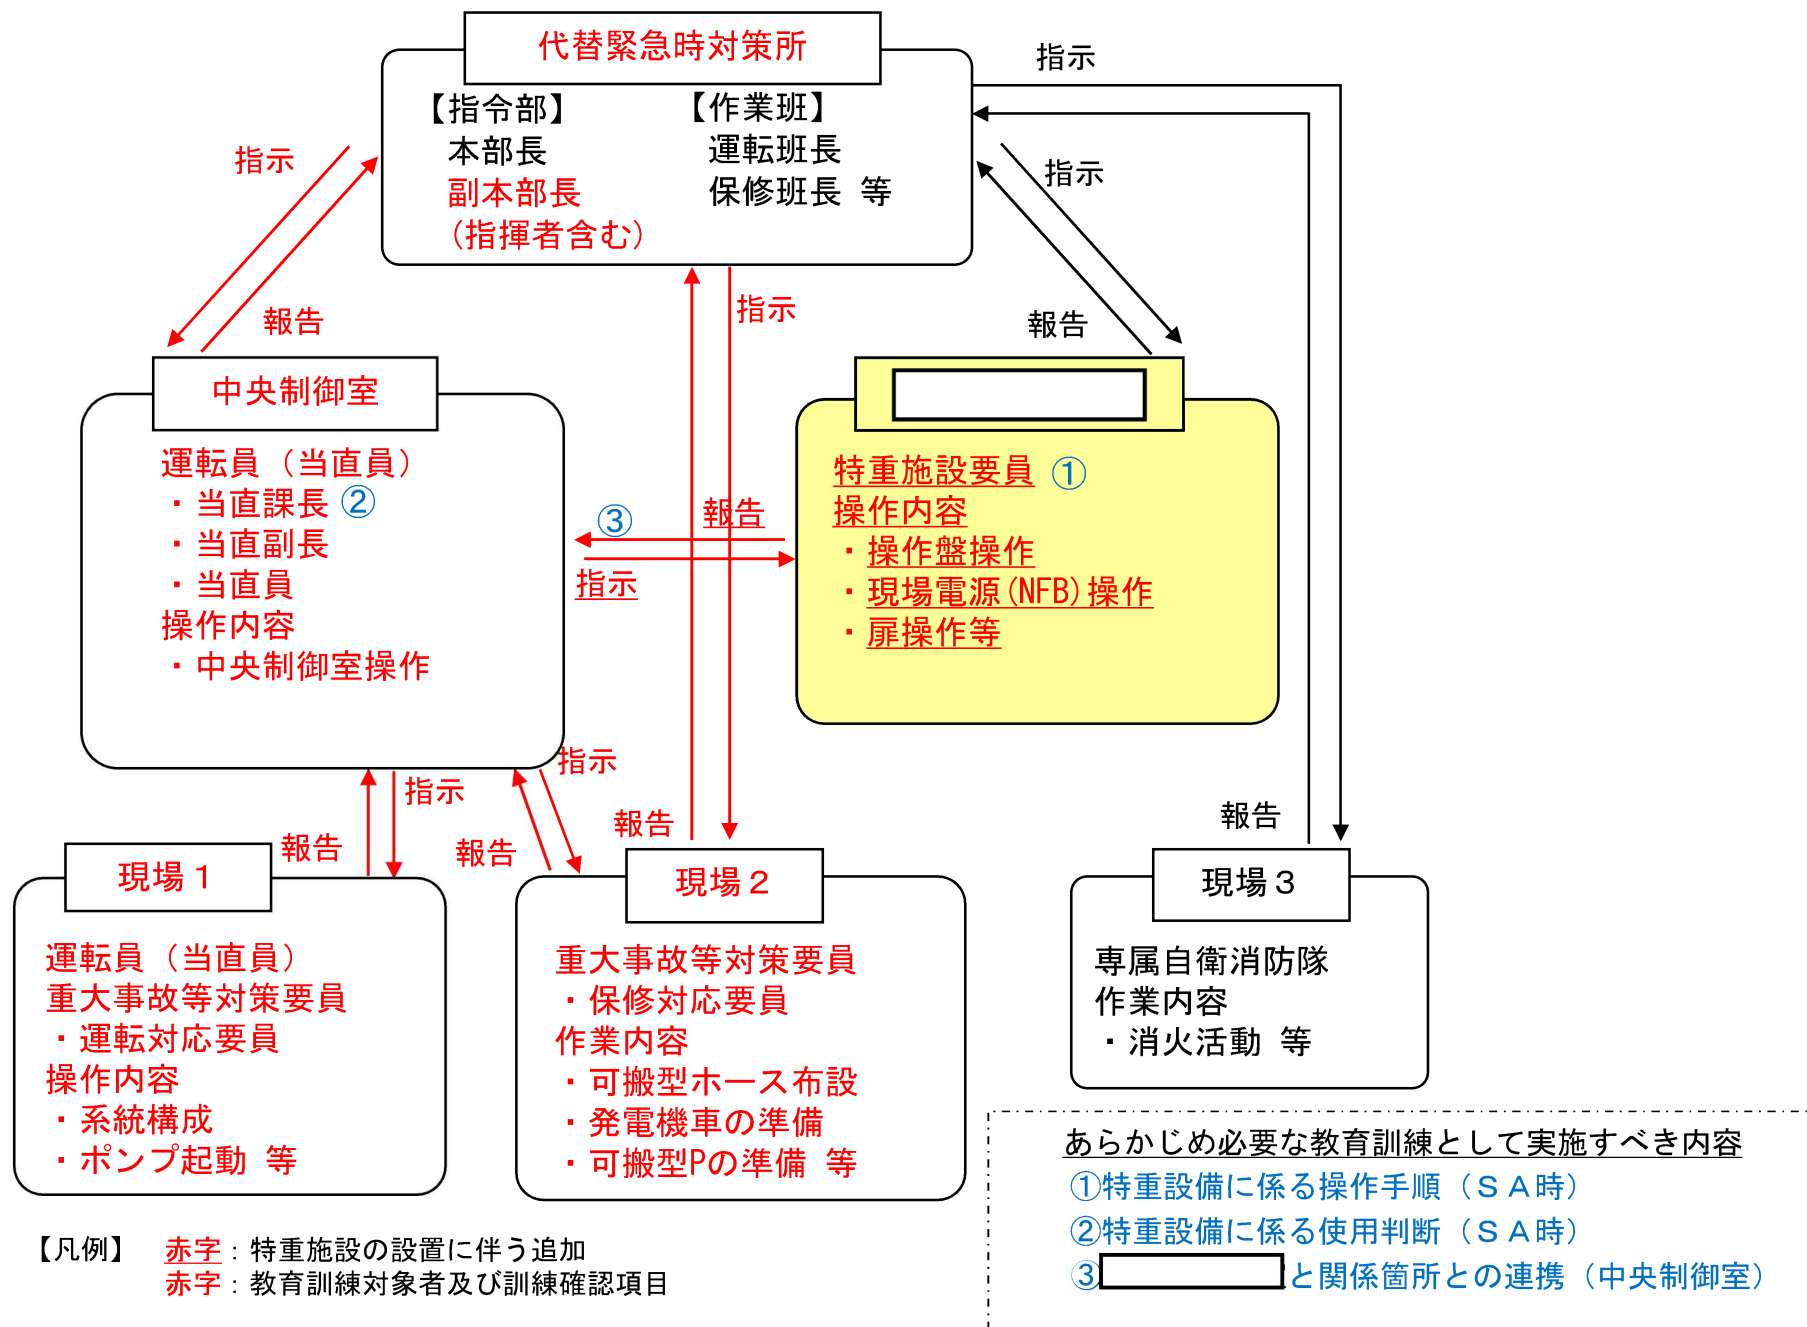 代替緊急時対策所
【指令部】
本部長
副本部長
(指揮者含む)
【作業班】
運転班長
保修班長 等
指示
指示
報告
指示
報告
指示
報告
中央制御室
運転員（当直員）
・当直課長 ②
・当直副長
・当直員
操作内容
・中央制御室操作
③
報告
指示
特重施設要員 ①
操作内容
・操作盤操作
・現場電源(NFB)操作
・扉操作等
指示
報告
指示
報告
報告
報告
現場１
運転員（当直員）
重大事故等対策要員
・運転対応要員
操作内容
・系統構成
・ポンプ起動 等
現場２
重大事故等対策要員
・保修対応要員
作業内容
・可搬型ホース布設
・発電機車の準備
・可搬型Pの準備 等
現場３
専属自衛消防隊
作業内容
・消火活動 等
あらかじめ必要な教育訓練として実施すべき内容
①特重設備に係る操作手順（ＳＡ時）
②特重設備に係る使用判断（ＳＡ時）
③と関係箇所との連携（中央制御室）
【凡例】 赤字：特重施設の設置に伴う追加
赤字：教育訓練対象者及び訓練確認項目